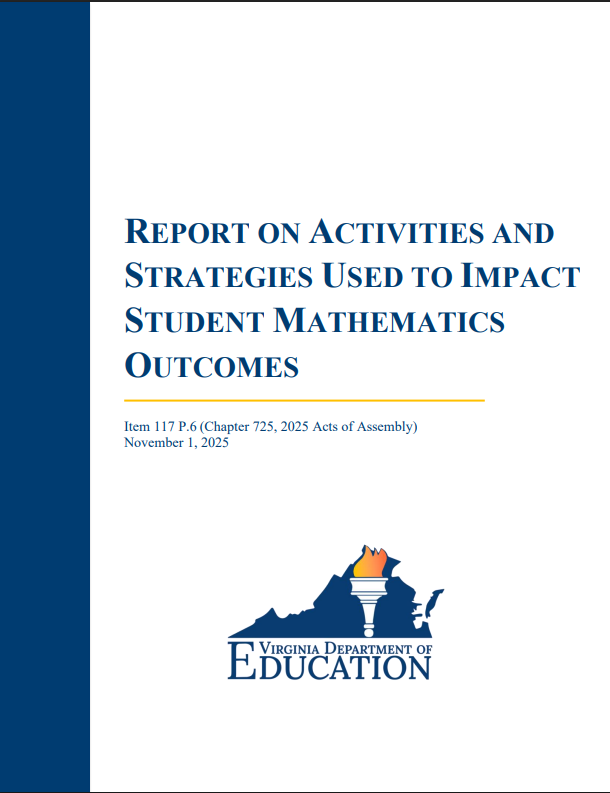 REPORT ON ACTIVITIES AND
STRATEGIES USED TO IMPACT
STUDENT MATHEMATICS
OUTCOMES
Item 117 P.6 (Chapter 725, 2025 Acts of Assembly)
November 1, 2025
VIRGINIA DEPARTMENT OF
EDUCATION